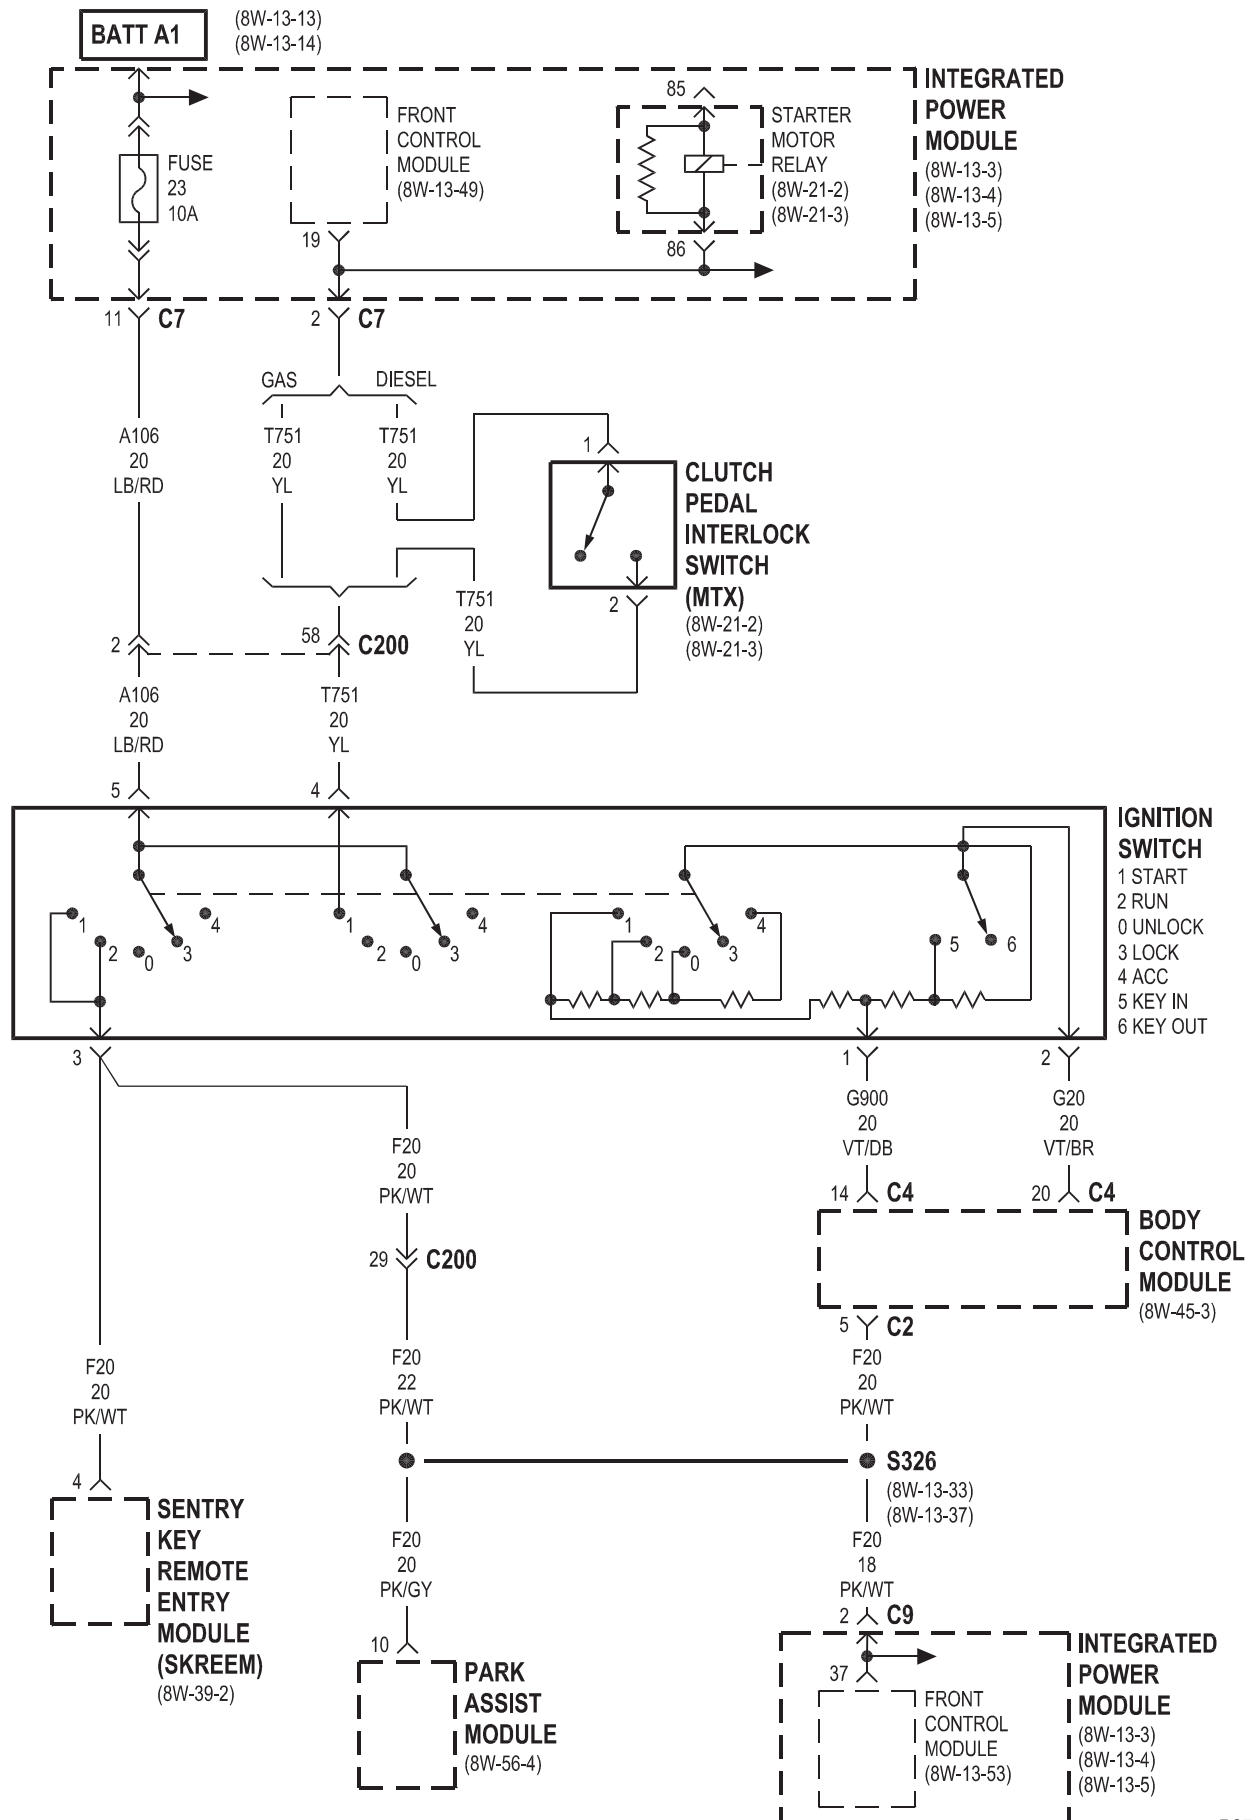 BATT A1
(8W-13-13)
(8W-13-14)
INTEGRATED
POWER
MODULE
(8W-13-3)
(8W-13-4)
(8W-13-5)
FUSE
23
10A
FRONT
CONTROL
MODULE
(8W-13-49)
19
85
STARTER
MOTOR
RELAY
(8W-21-2)
(8W-21-3)
86
11
C7
2
C7
GAS
DIESEL
A106
20
LB/RD
T751
20
YL
T751
20
YL
1
CLUTCH
PEDAL
INTERLOCK
SWITCH
(MTX)
(8W-21-2)
(8W-21-3)
2
T751
20
YL
2
58
C200
A106
20
LB/RD
T751
20
YL
5
4
IGNITION
SWITCH
1 START
2 RUN
0 UNLOCK
3 LOCK
4 ACC
5 KEY IN
6 KEY OUT
1
2
0
3
4
1
2
0
3
4
1
2
0
3
4
5
6
3
1
2
G900
20
VT/DB
G20
20
VT/BR
F20
20
PK/WT
14
C4
20
C4
BODY
CONTROL
MODULE
(8W-45-3)
29
C200
5
C2
F20
20
PK/WT
F20
22
PK/WT
F20
20
PK/WT
S326
(8W-13-33)
(8W-13-37)
4
SENTRY
KEY
REMOTE
ENTRY
MODULE
(SKREEM)
(8W-39-2)
F20
20
PK/GY
F20
18
PK/WT
10
PARK
ASSIST
MODULE
(8W-56-4)
2
C9
37
FRONT
CONTROL
MODULE
(8W-13-53)
INTEGRATED
POWER
MODULE
(8W-13-3)
(8W-13-4)
(8W-13-5)